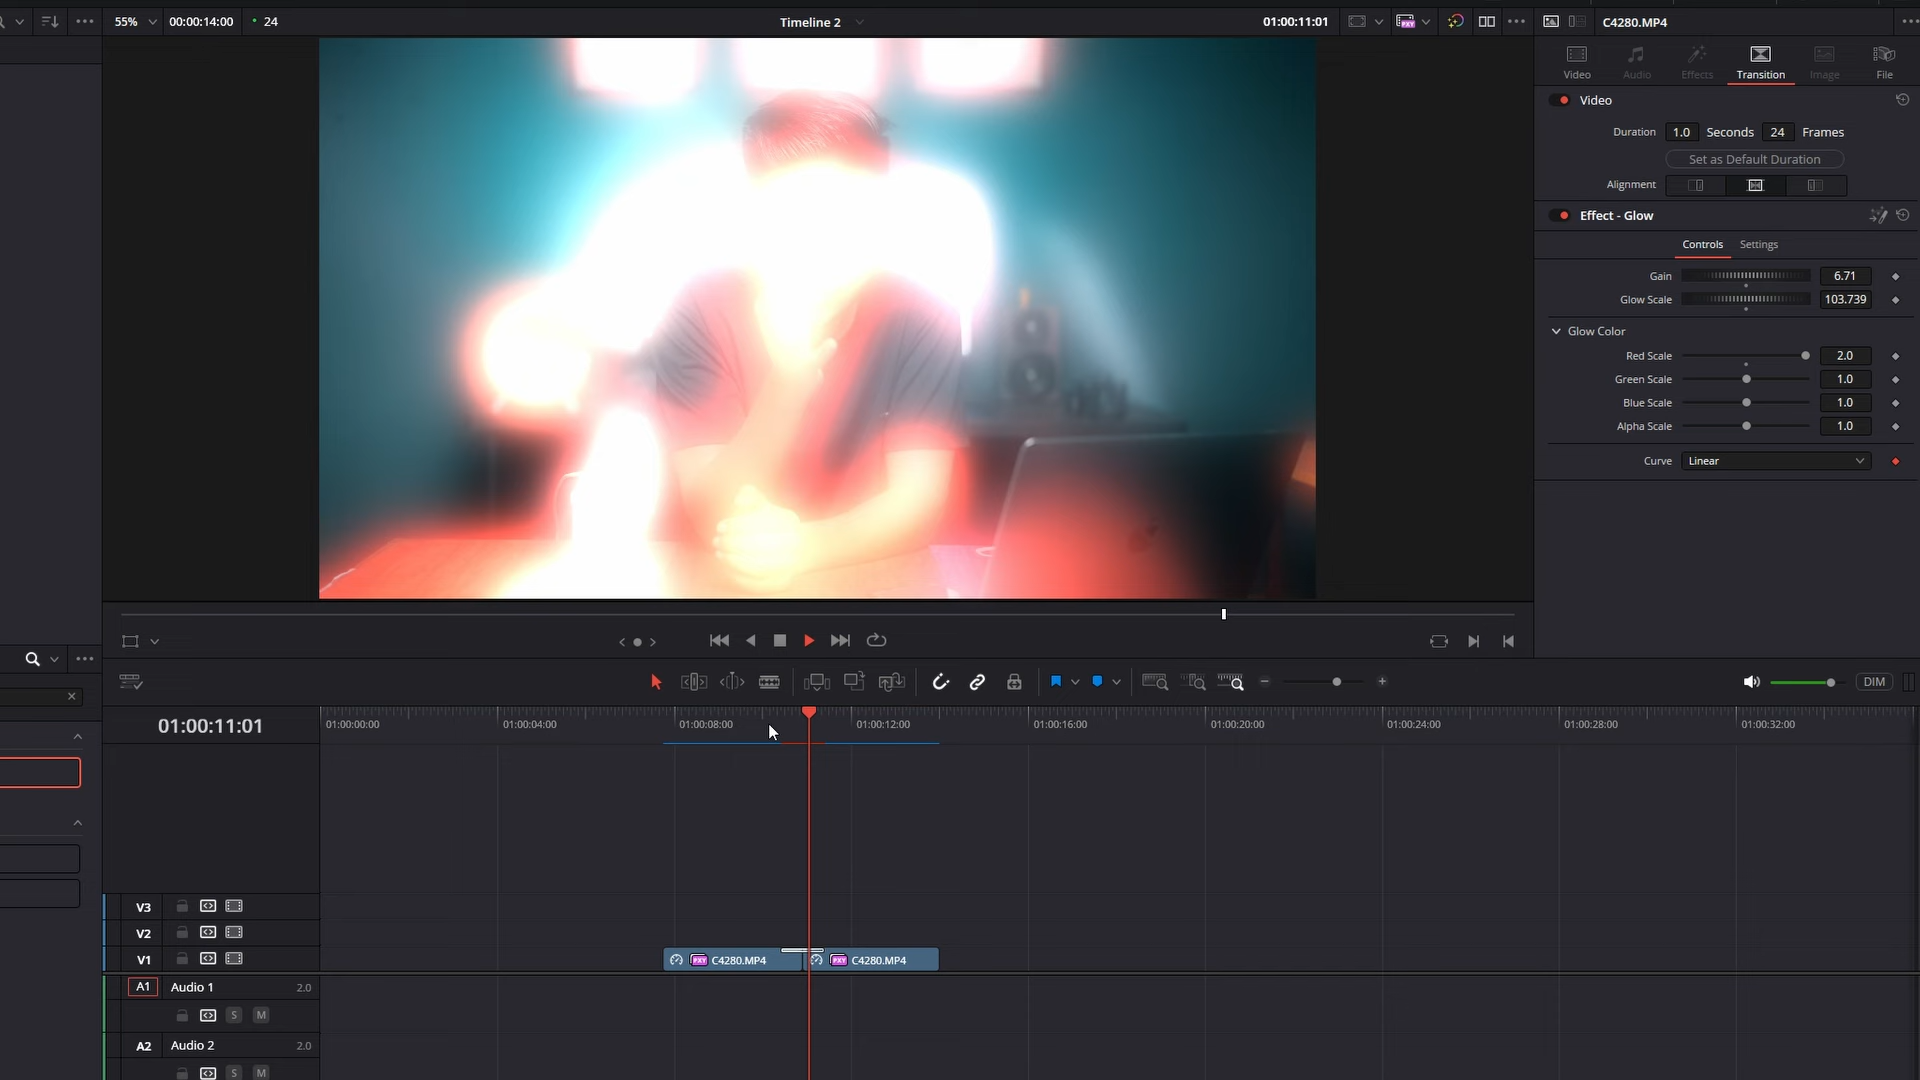 55% 00:00:14:00 24 Timeline 2 01:00:11:01 PXY C4280.MP4
Video Audio Effects Transition Image File
Video
Duration 1.0 Seconds 24 Frames
Set as Default Duration
Alignment
Effect - Glow
Controls Settings
Gain 6.71
Glow Scale 103.739
Glow Color
Red Scale 2.0
Green Scale 1.0
Blue Scale 1.0
Alpha Scale 1.0
Curve Linear
DIM
01:00:11:01 01:00:00:00 01:00:04:00 01:00:08:00 01:00:12:00 01:00:16:00 01:00:20:00 01:00:24:00 01:00:28:00 01:00:32:00
V3
V2
V1 PXY C4280.MP4 PXY C4280.MP4
A1 Audio 1 2.0
S M
A2 Audio 2 2.0
S M